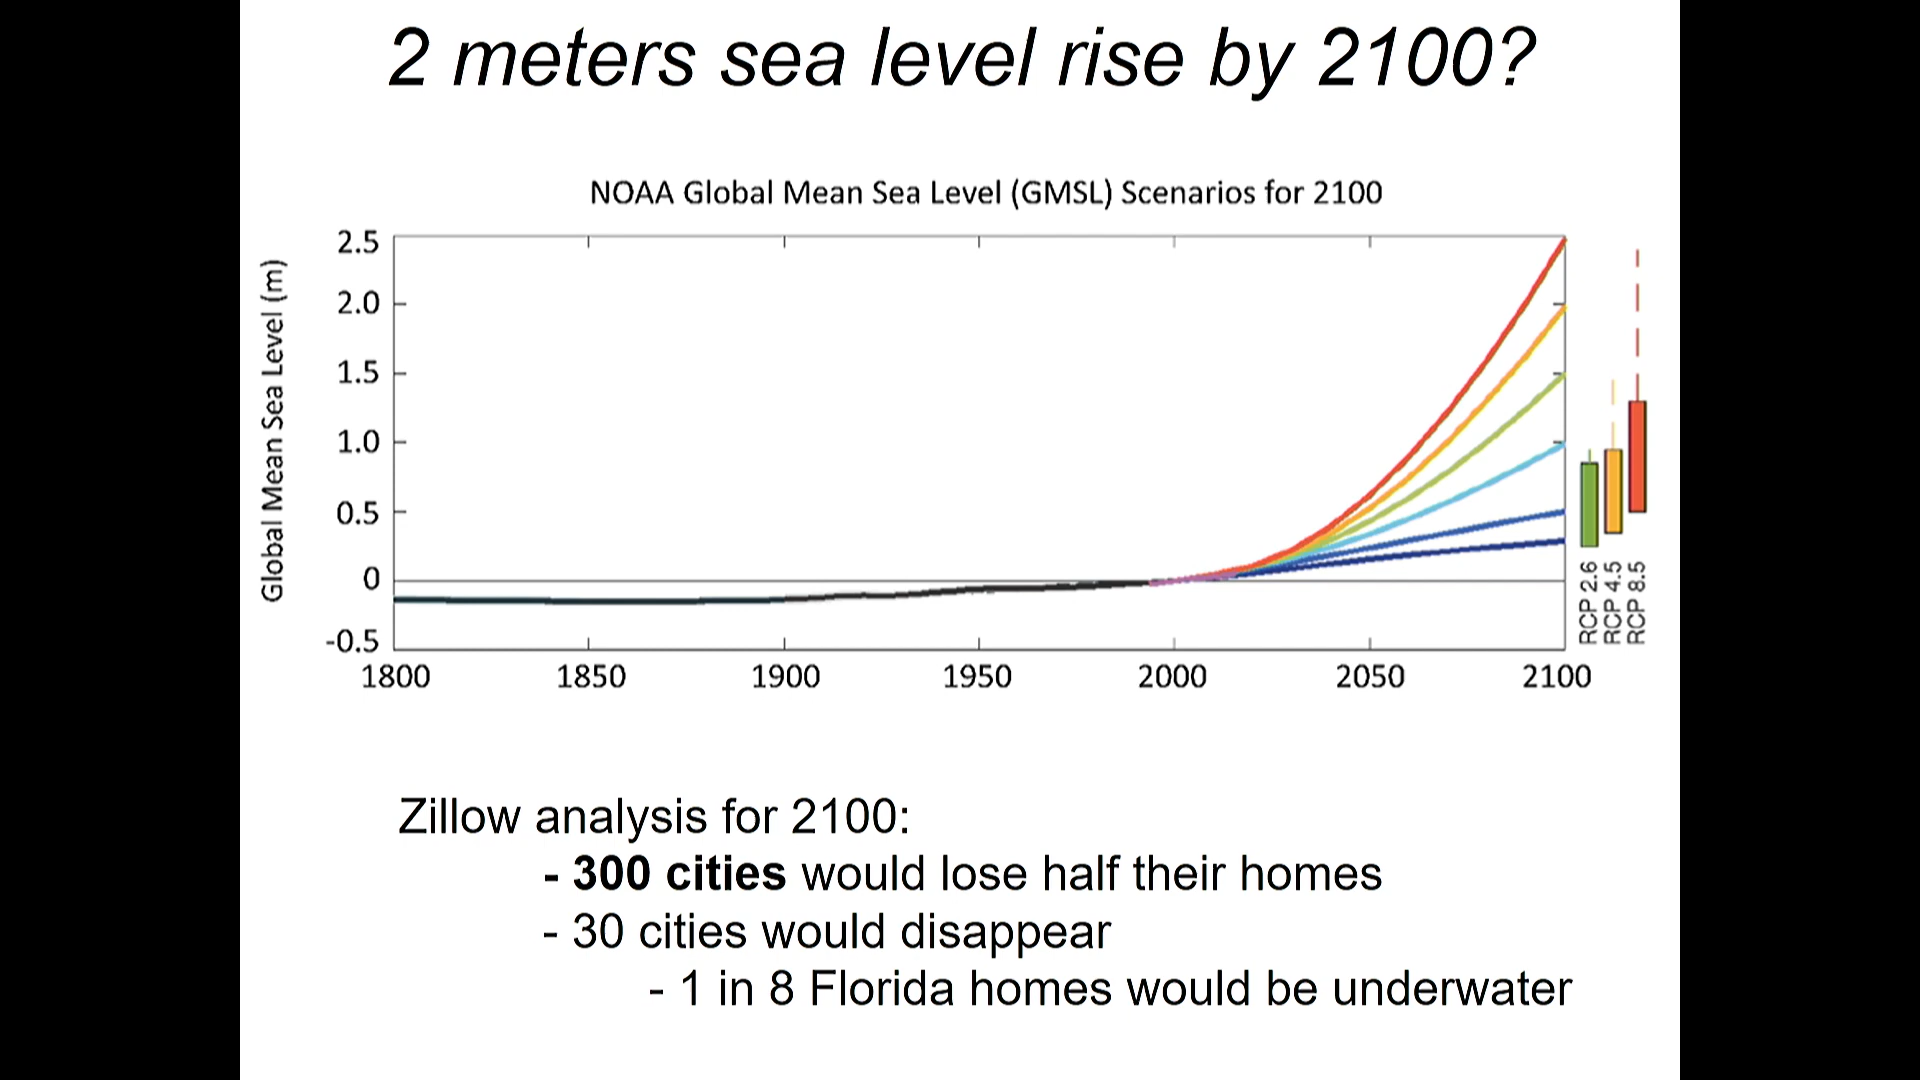 2 meters sea level rise by 2100?
NOAA Global Mean Sea Level (GMSL) Scenarios for 2100
Global Mean Sea Level (m)
2.5
2.0
1.5
1.0
0.5
0
-0.5
1800 1850 1900 1950 2000 2050 2100
RCP 2.6
RCP 4.5
RCP 8.5
Zillow analysis for 2100:
- 300 cities would lose half their homes
- 30 cities would disappear
- 1 in 8 Florida homes would be underwater